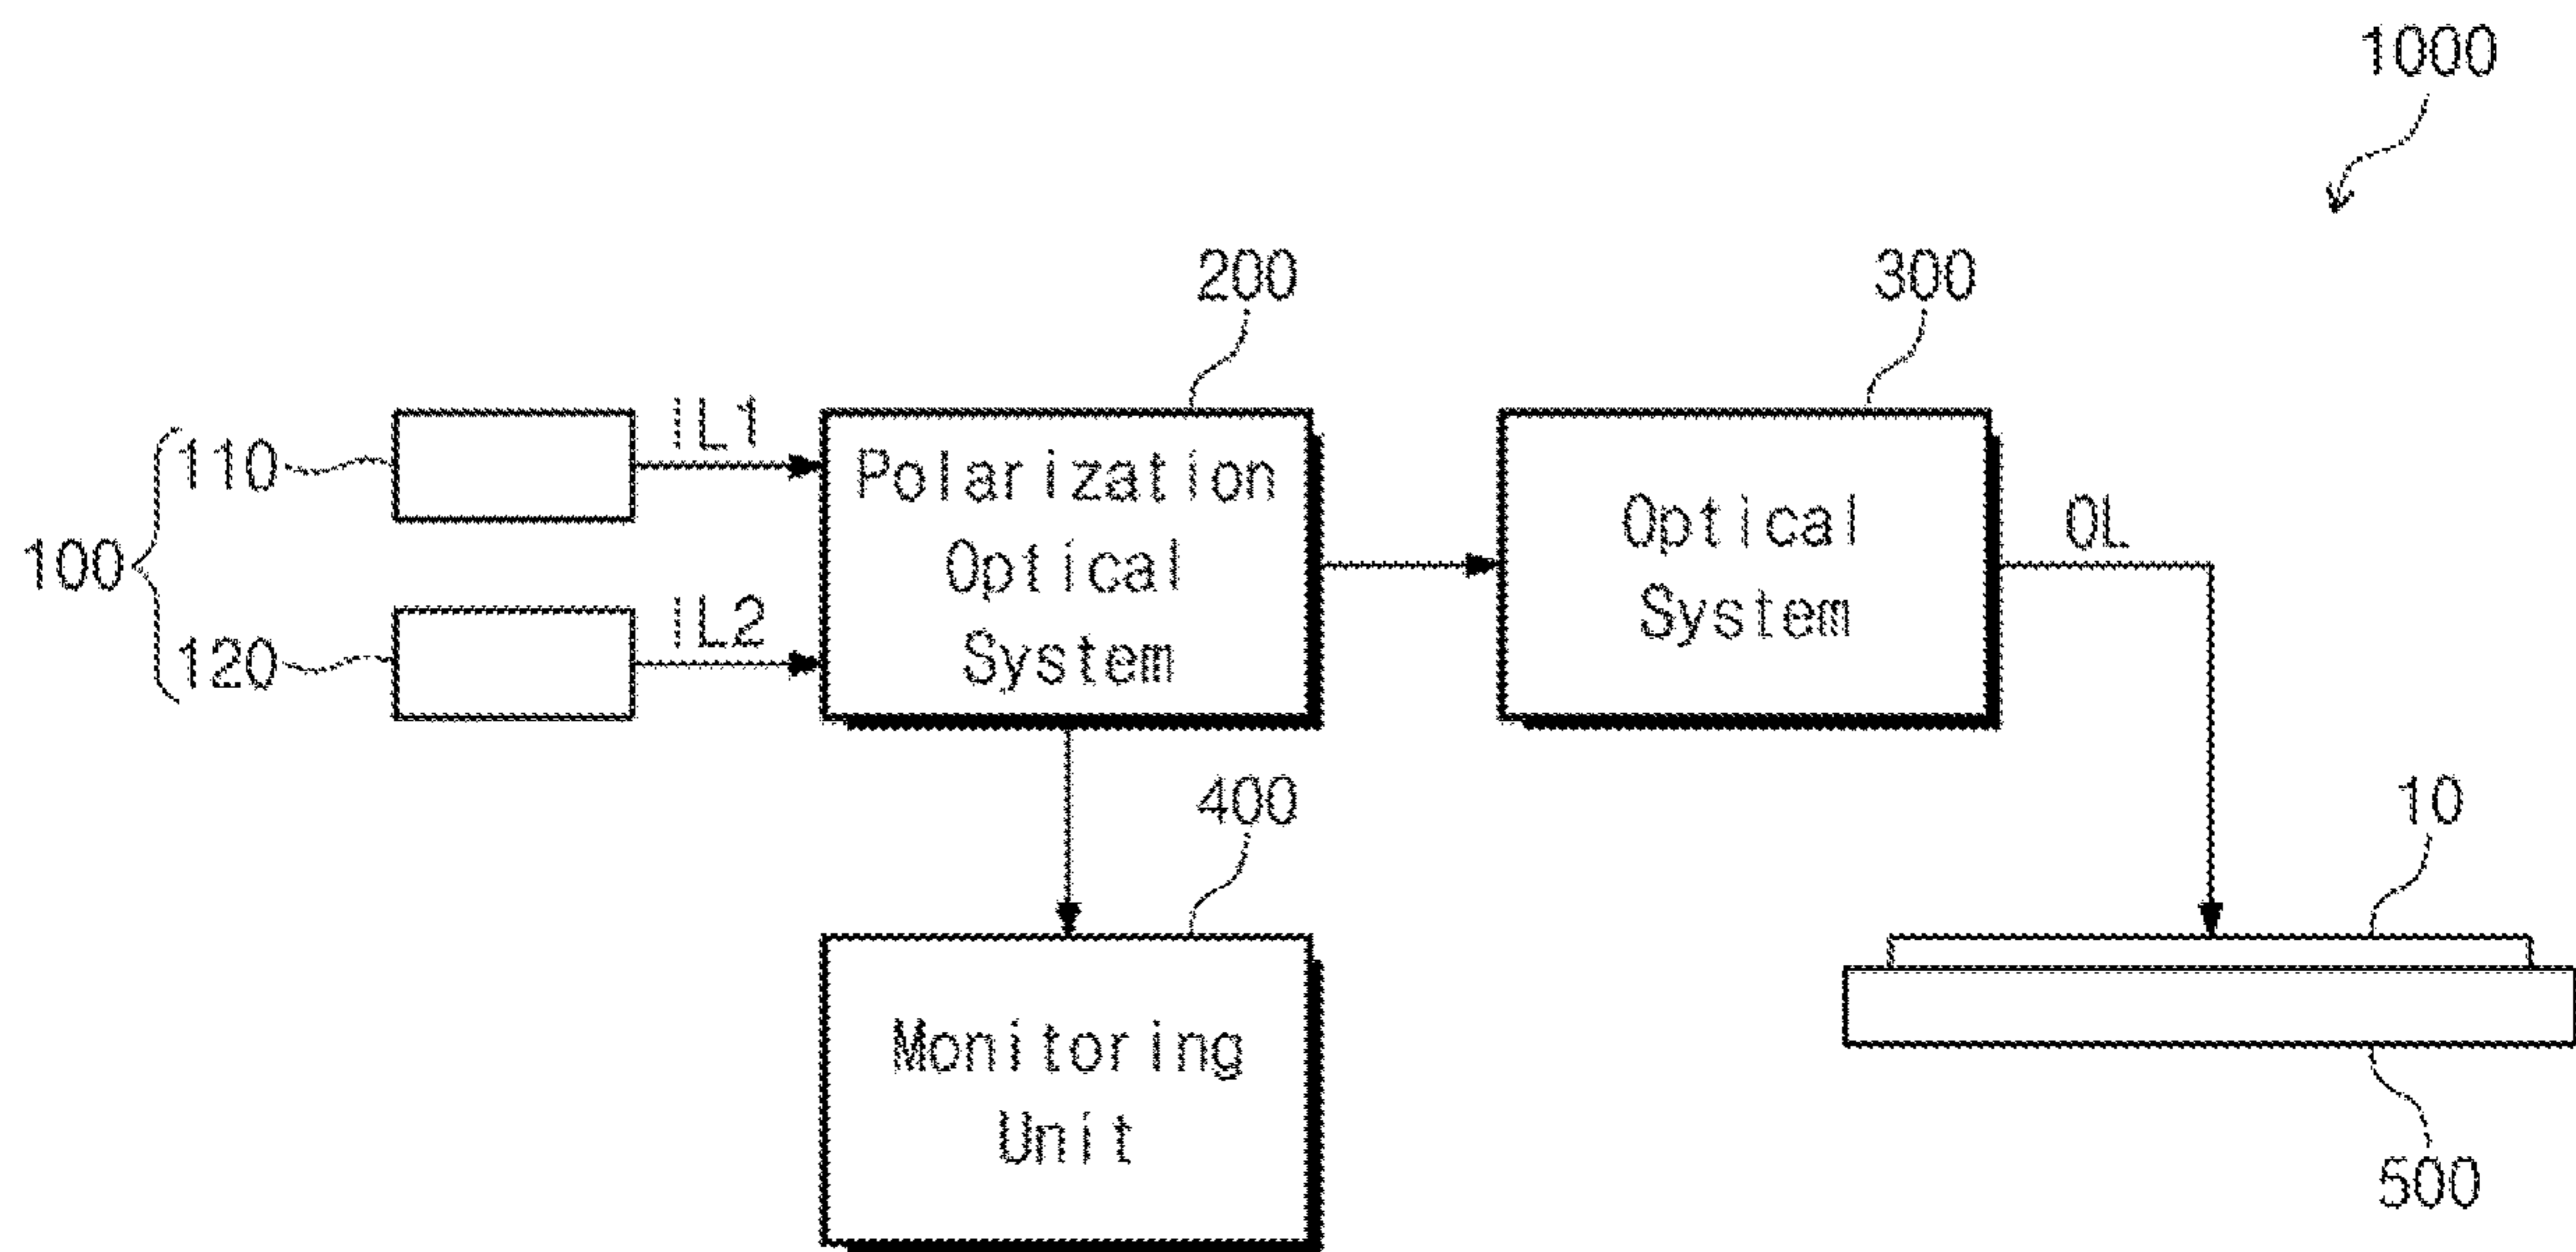 1000
200
300
IL1
110
Polarization
Optical
System
Optical
System
OL
100
IL2
120
400
10
Monitoring
Unit
500